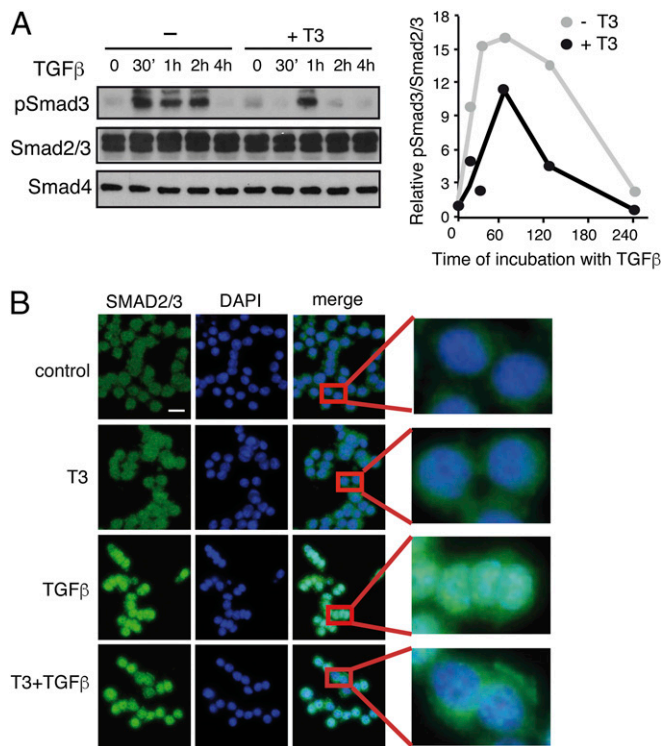 A
– + T3
TGFβ 0 30' 1h 2h 4h 0 30' 1h 2h 4h
pSmad3
Smad2/3
Smad4
Relative pSmad3/Smad2/3
18
15
12
9
6
3
0
- T3
+ T3
0 60 120 180 240
Time of incubation with TGFβ
B
SMAD2/3 DAPI merge
control
T3
TGFβ
T3+TGFβ